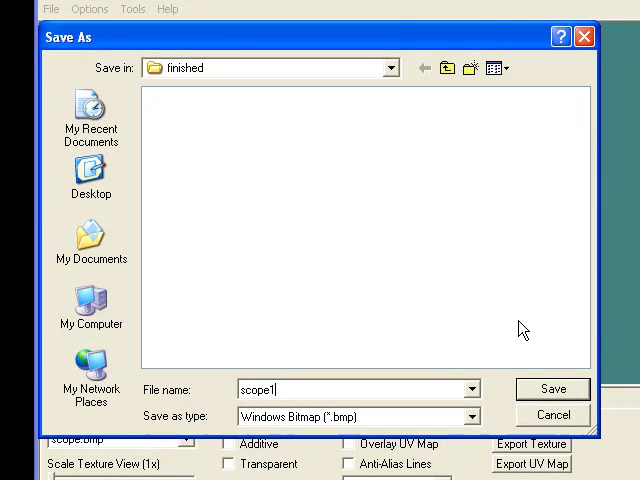 File Options Tools Help
Save As
Save in: finished
My Recent
Documents
Desktop
My Documents
My Computer
My Network
Places
File name: scope1 Save
Save as type: Windows Bitmap (*.bmp) Cancel
scope.bmp Additive Overlay UV Map Export Texture
Scale Texture View (1x) Transparent Anti-Alias Lines Export UV Map